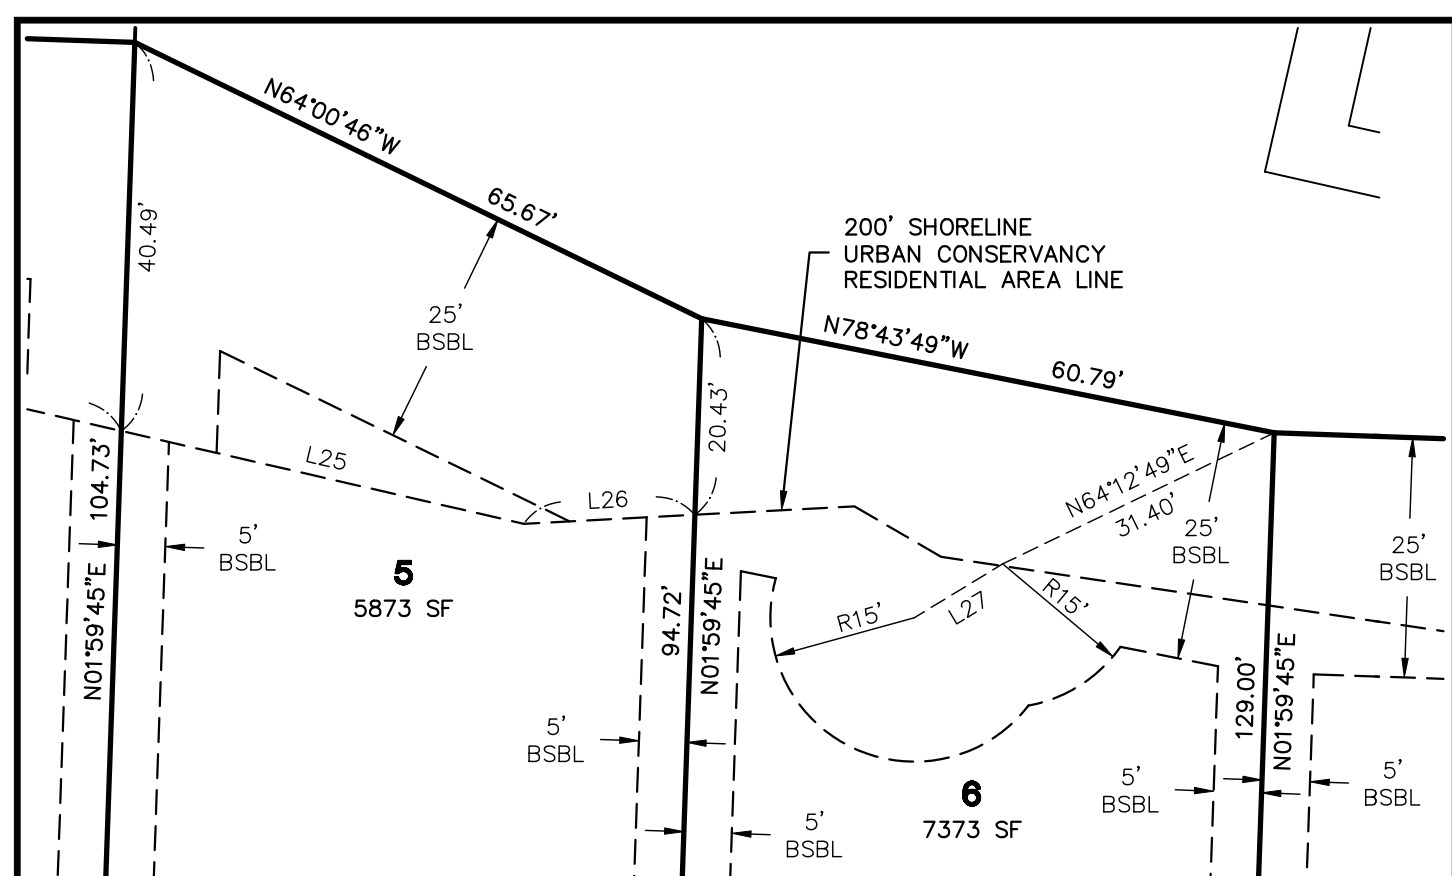 N64°00'46"W
65.67'
40.49'
200' SHORELINE
URBAN CONSERVANCY
RESIDENTIAL AREA LINE
25'
BSBL
N78°43'49"W
60.79'
20.43'
L25
L26
N64°12'49"E
31.40'
104.73'
N01°59'45"E
5'
BSBL
5
5873 SF
94.72'
N01°59'45"E
R15'
L27
R15'
25'
BSBL
25'
BSBL
129.00'
N01°59'45"E
5'
BSBL
5'
BSBL
6
7373 SF
5'
BSBL
5'
BSBL